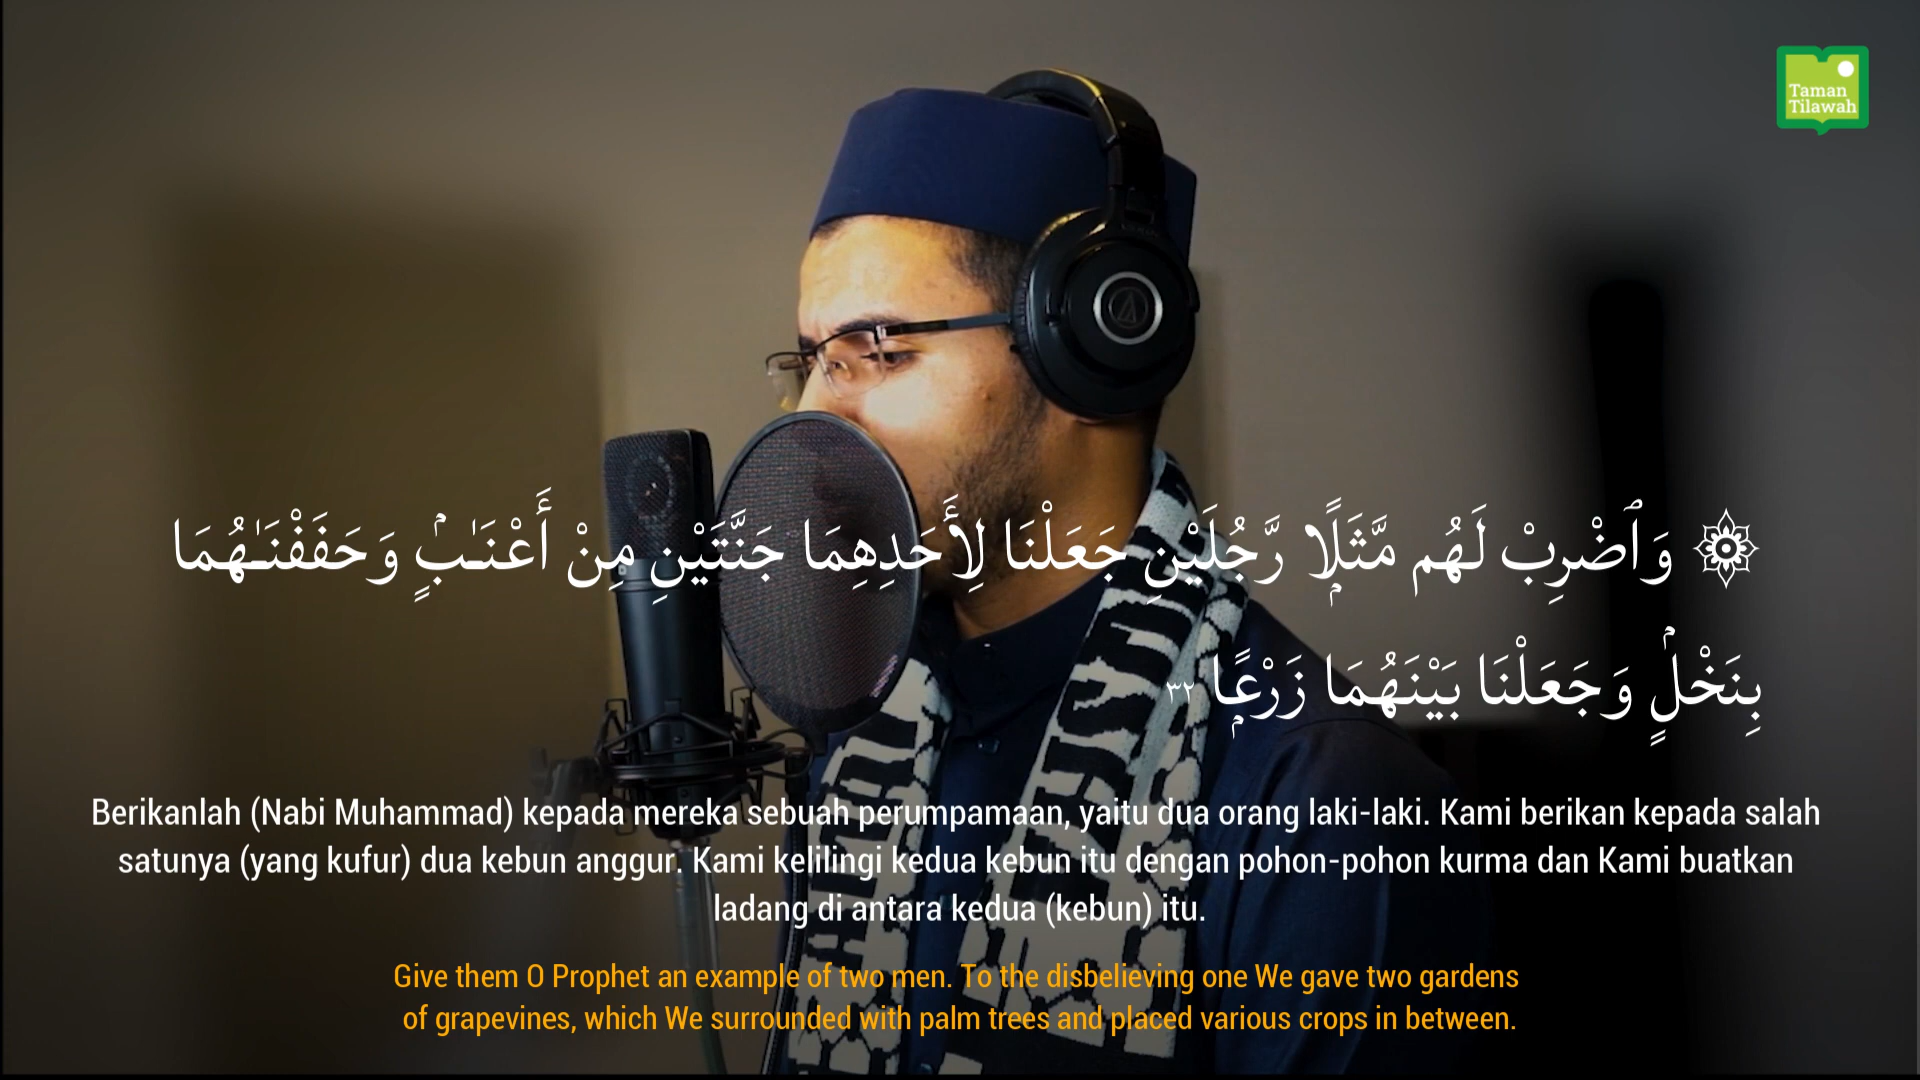 Taman
Tilawah
۞ وَٱضْرِبْ لَهُم مَّثَلًۭا رَّجُلَيْنِ جَعَلْنَا لِأَحَدِهِمَا جَنَّتَيْنِ مِنْ أَعْنَـٰبٍۢ وَحَفَفْنَـٰهُمَا
بِنَخْلٍۢ وَجَعَلْنَا بَيْنَهُمَا زَرْعًۭا ٣٢
Berikanlah (Nabi Muhammad) kepada mereka sebuah perumpamaan, yaitu dua orang laki-laki. Kami berikan kepada salah
satunya (yang kufur) dua kebun anggur. Kami kelilingi kedua kebun itu dengan pohon-pohon kurma dan Kami buatkan
ladang di antara kedua (kebun) itu.
Give them O Prophet an example of two men. To the disbelieving one We gave two gardens
of grapevines, which We surrounded with palm trees and placed various crops in between.